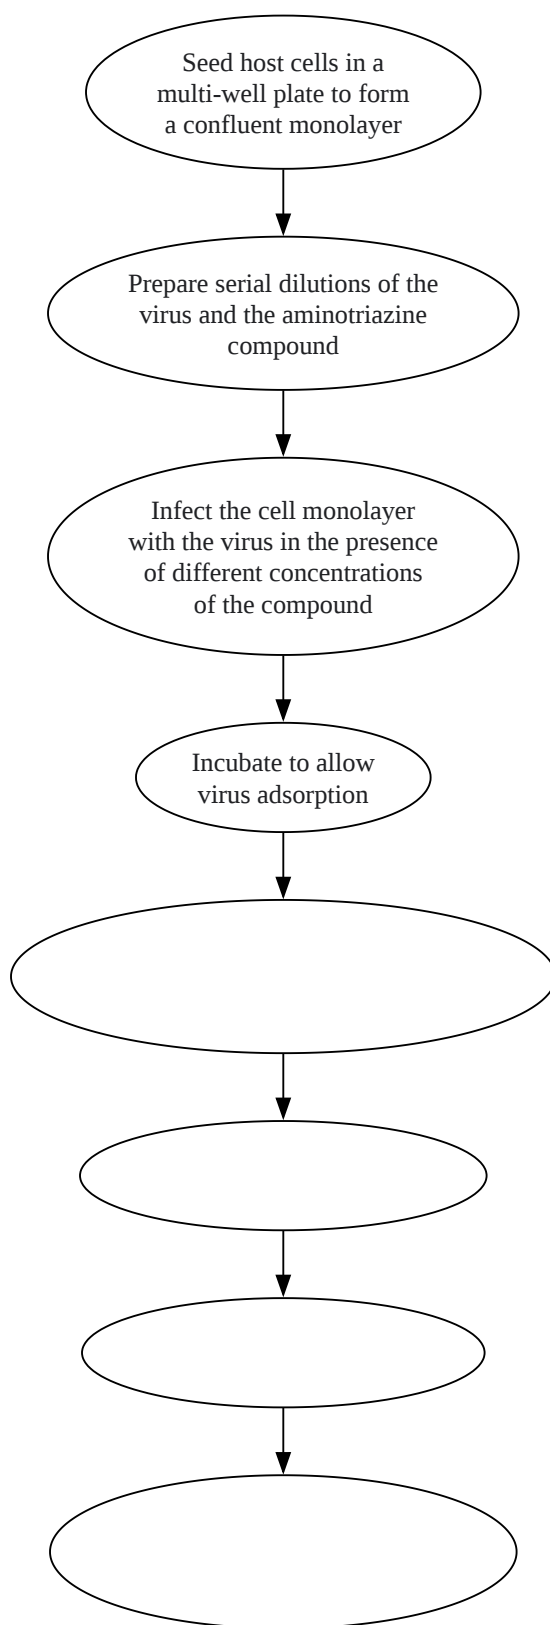 Seed host cells in a
multi-well plate to form
a confluent monolayer
Prepare serial dilutions of the
virus and the aminotriazine
compound
Infect the cell monolayer
with the virus in the presence
of different concentrations
of the compound
Incubate to allow
virus adsorption